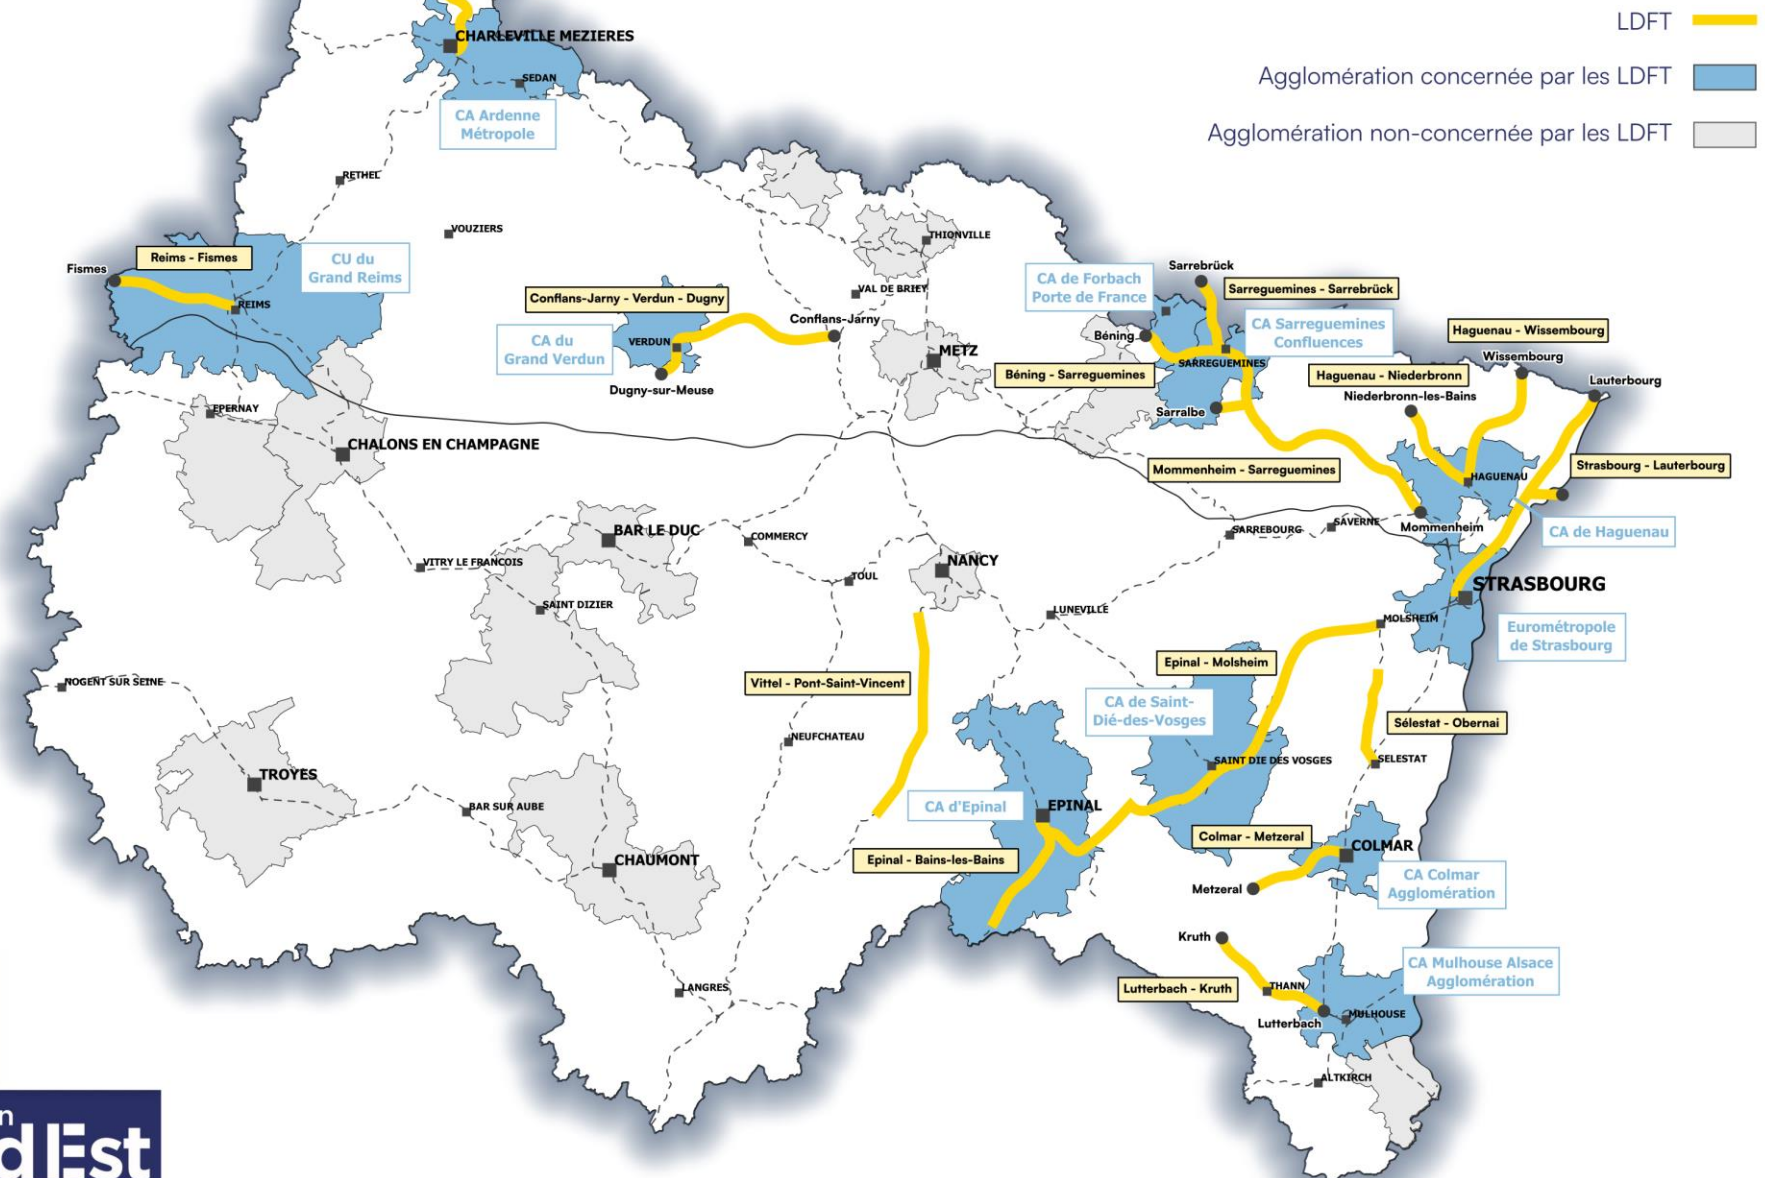 LDFT
Agglomération concernée par les LDFT
Agglomération non-concernée par les LDFT
CHARLEVILLE MEZIERES
SEDAN
CA Ardenne
Métropole
RETHEL
VOUZIERS
THIONVILLE
Reims - Fismes
CU du
Grand Reims
Fismes
REIMS
VAL DE BRIEY
Conflans-Jarny - Verdun - Dugny
Conflans-Jarny
CA du
Grand Verdun
VERDUN
Dugny-sur-Meuse
METZ
CA de Forbach
Porte de France
Sarrebrück
Sarreguemines - Sarrebrück
CA Sarreguemines
Confluences
Béning
SARREGUEMINES
Béning - Sarreguemines
Sarralbe
Haguenau - Wissembourg
Wissembourg
Haguenau - Niederbronn
Niederbronn-les-Bains
Lauterbourg
EPERNAY
CHALONS EN CHAMPAGNE
Mommenheim - Sarreguemines
Strasbourg - Lauterbourg
HAGUENAU
Mommenheim
CA de Haguenau
BAR LE DUC
COMMERCY
SARREBOURG
SAVERNE
VITRY LE FRANCOIS
NANCY
TOUL
STRASBOURG
SAINT DIZIER
LUNEVILLE
MOLSHEIM
Eurométropole
de Strasbourg
Epinal - Molsheim
NOGENT SUR SEINE
Vittel - Pont-Saint-Vincent
CA de Saint-
Dié-des-Vosges
Sélestat - Obernai
NEUFCHATEAU
SAINT DIE DES VOSGES
SELESTAT
TROYES
BAR SUR AUBE
CA d'Epinal
EPINAL
Colmar - Metzeral
COLMAR
CHAUMONT
Epinal - Bains-les-Bains
Metzeral
CA Colmar
Agglomération
Kruth
CA Mulhouse Alsace
Agglomération
LANGRES
Lutterbach - Kruth
THANN
Lutterbach
MULHOUSE
ALTKIRCH
n
d Est